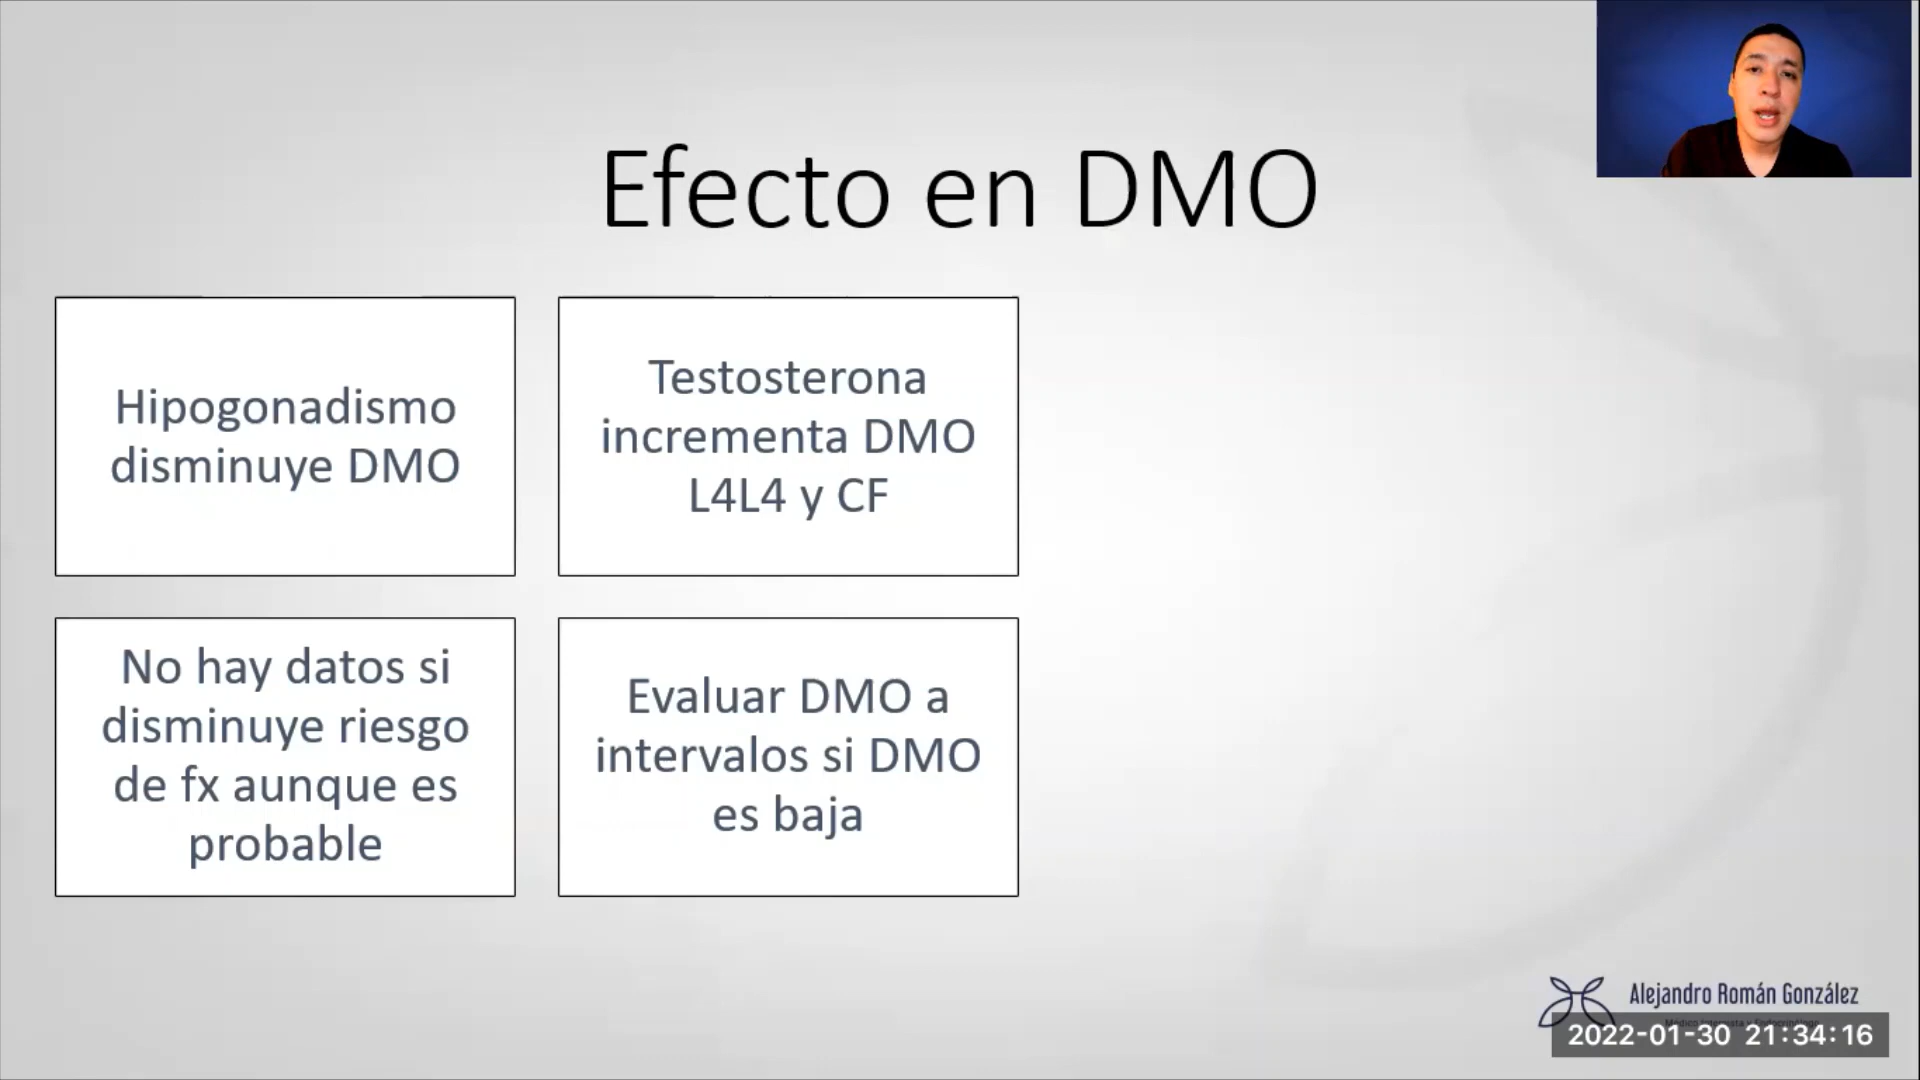 Efecto en DMO
Hipogonadismo
disminuye DMO
Testosterona
incrementa DMO
L4L4 y CF
No hay datos si
disminuye riesgo
de fx aunque es
probable
Evaluar DMO a
intervalos si DMO
es baja
Alejandro Román González
2022-01-30 21:34:16